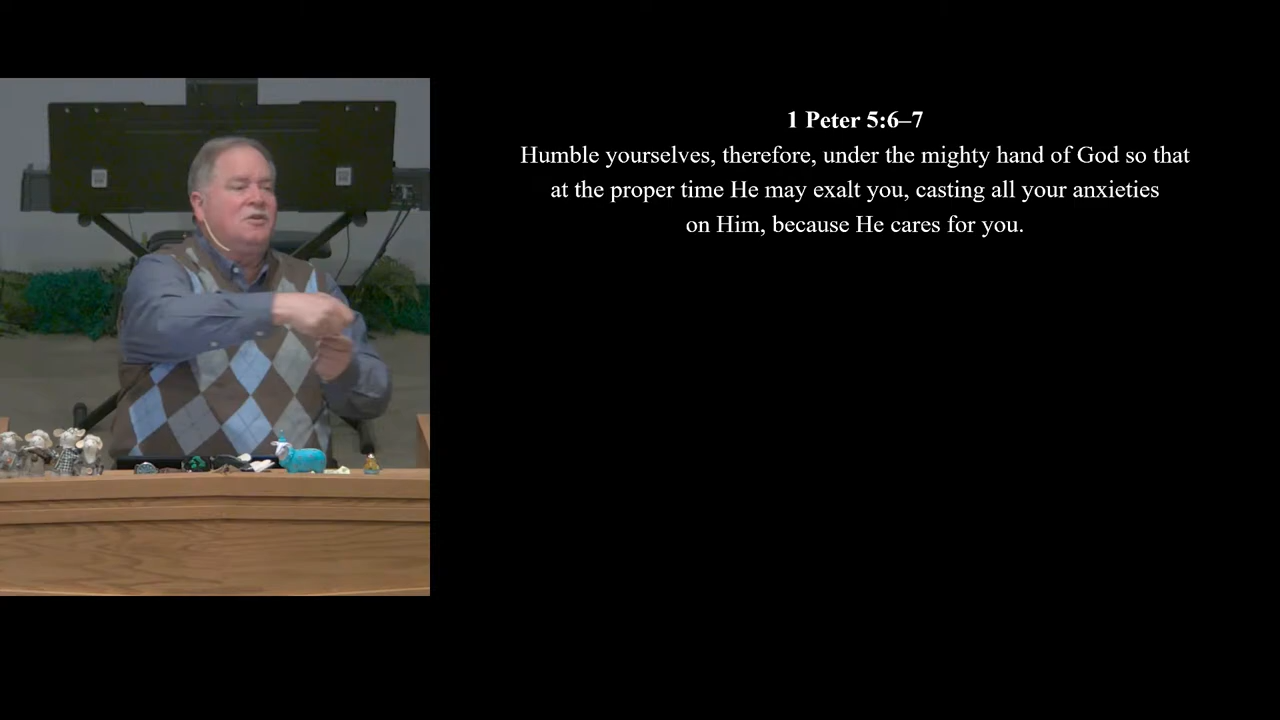 1 Peter 5:6–7
Humble yourselves, therefore, under the mighty hand of God so that
at the proper time He may exalt you, casting all your anxieties
on Him, because He cares for you.